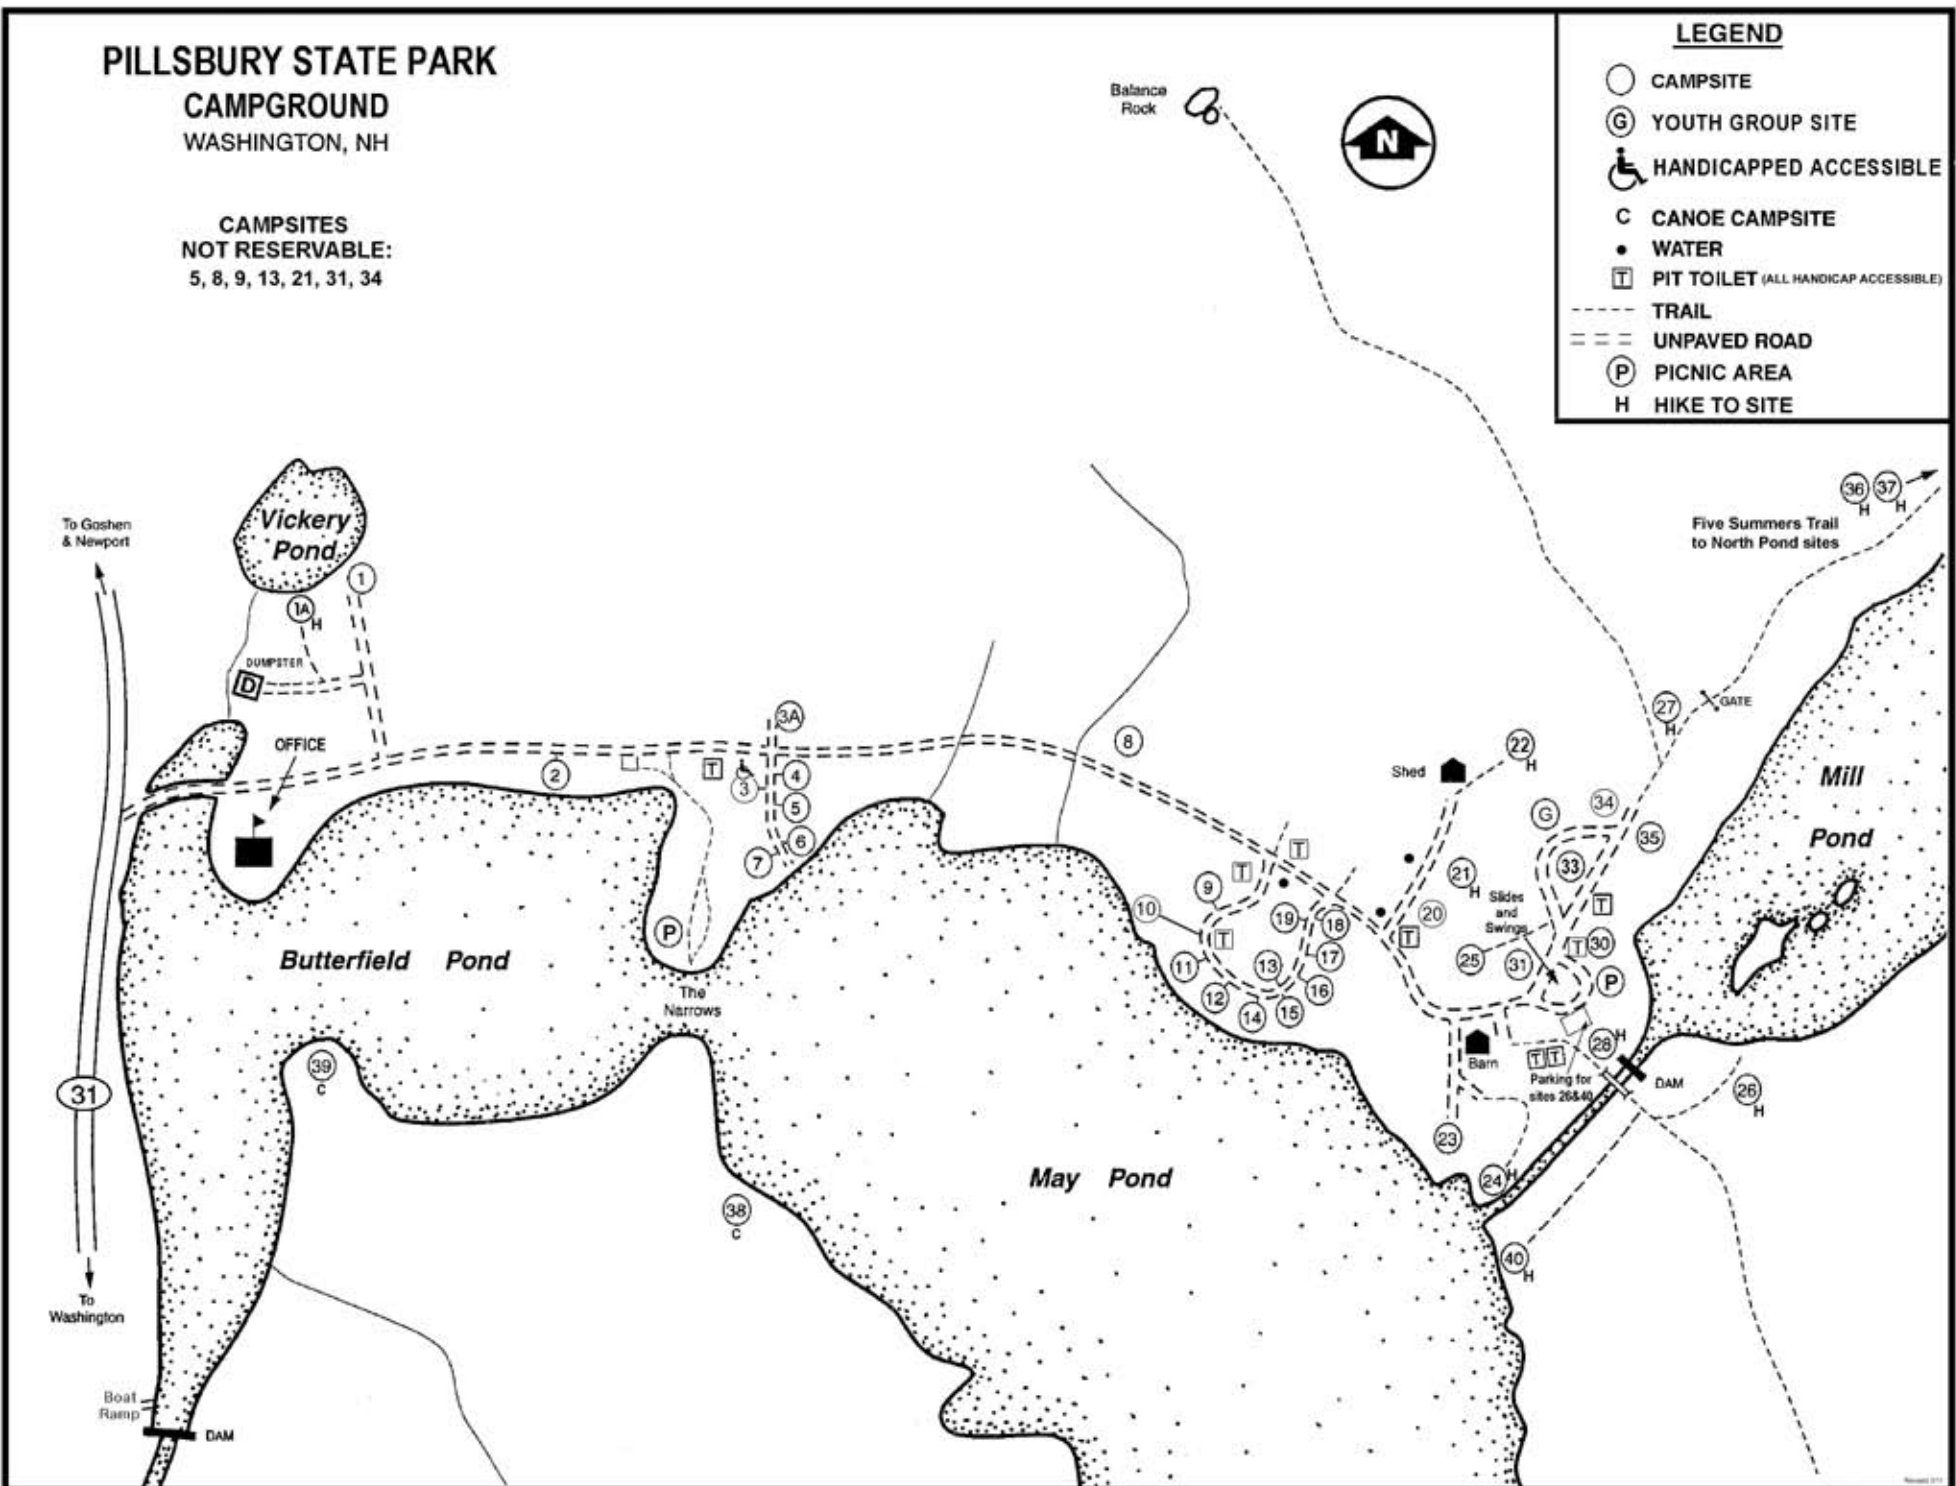 PILLSBURY STATE PARK
CAMPGROUND
WASHINGTON, NH
CAMPSITES
NOT RESERVABLE:
5, 8, 9, 13, 21, 31, 34
Balance
Rock
N
LEGEND
CAMPSITE
G YOUTH GROUP SITE
HANDICAPPED ACCESSIBLE
C CANOE CAMPSITE
WATER
T PIT TOILET (ALL HANDICAP ACCESSIBLE)
TRAIL
UNPAVED ROAD
P PICNIC AREA
H HIKE TO SITE
36 37
H H
Five Summers Trail
to North Pond sites
To Goshen
& Newport
Vickery
Pond
1
1A
H
DUMPSTER
D
OFFICE
2
T
3A
3
4
5
6
7
8
27
H
GATE
Shed
22
H
Mill
Pond
G
34
35
33
T
T
9
10
T
11
12
13
14
15
16
17
18
19
20
T
21
H
Slides
and
Swings
T
T
30
25
31
P
P
Butterfield Pond
The
Narrows
Barn
T T
28
H
Parking for
sites 26&40
DAM
26
H
39
C
31
23
24
H
38
C
May Pond
40
H
To
Washington
Boat
Ramp
DAM